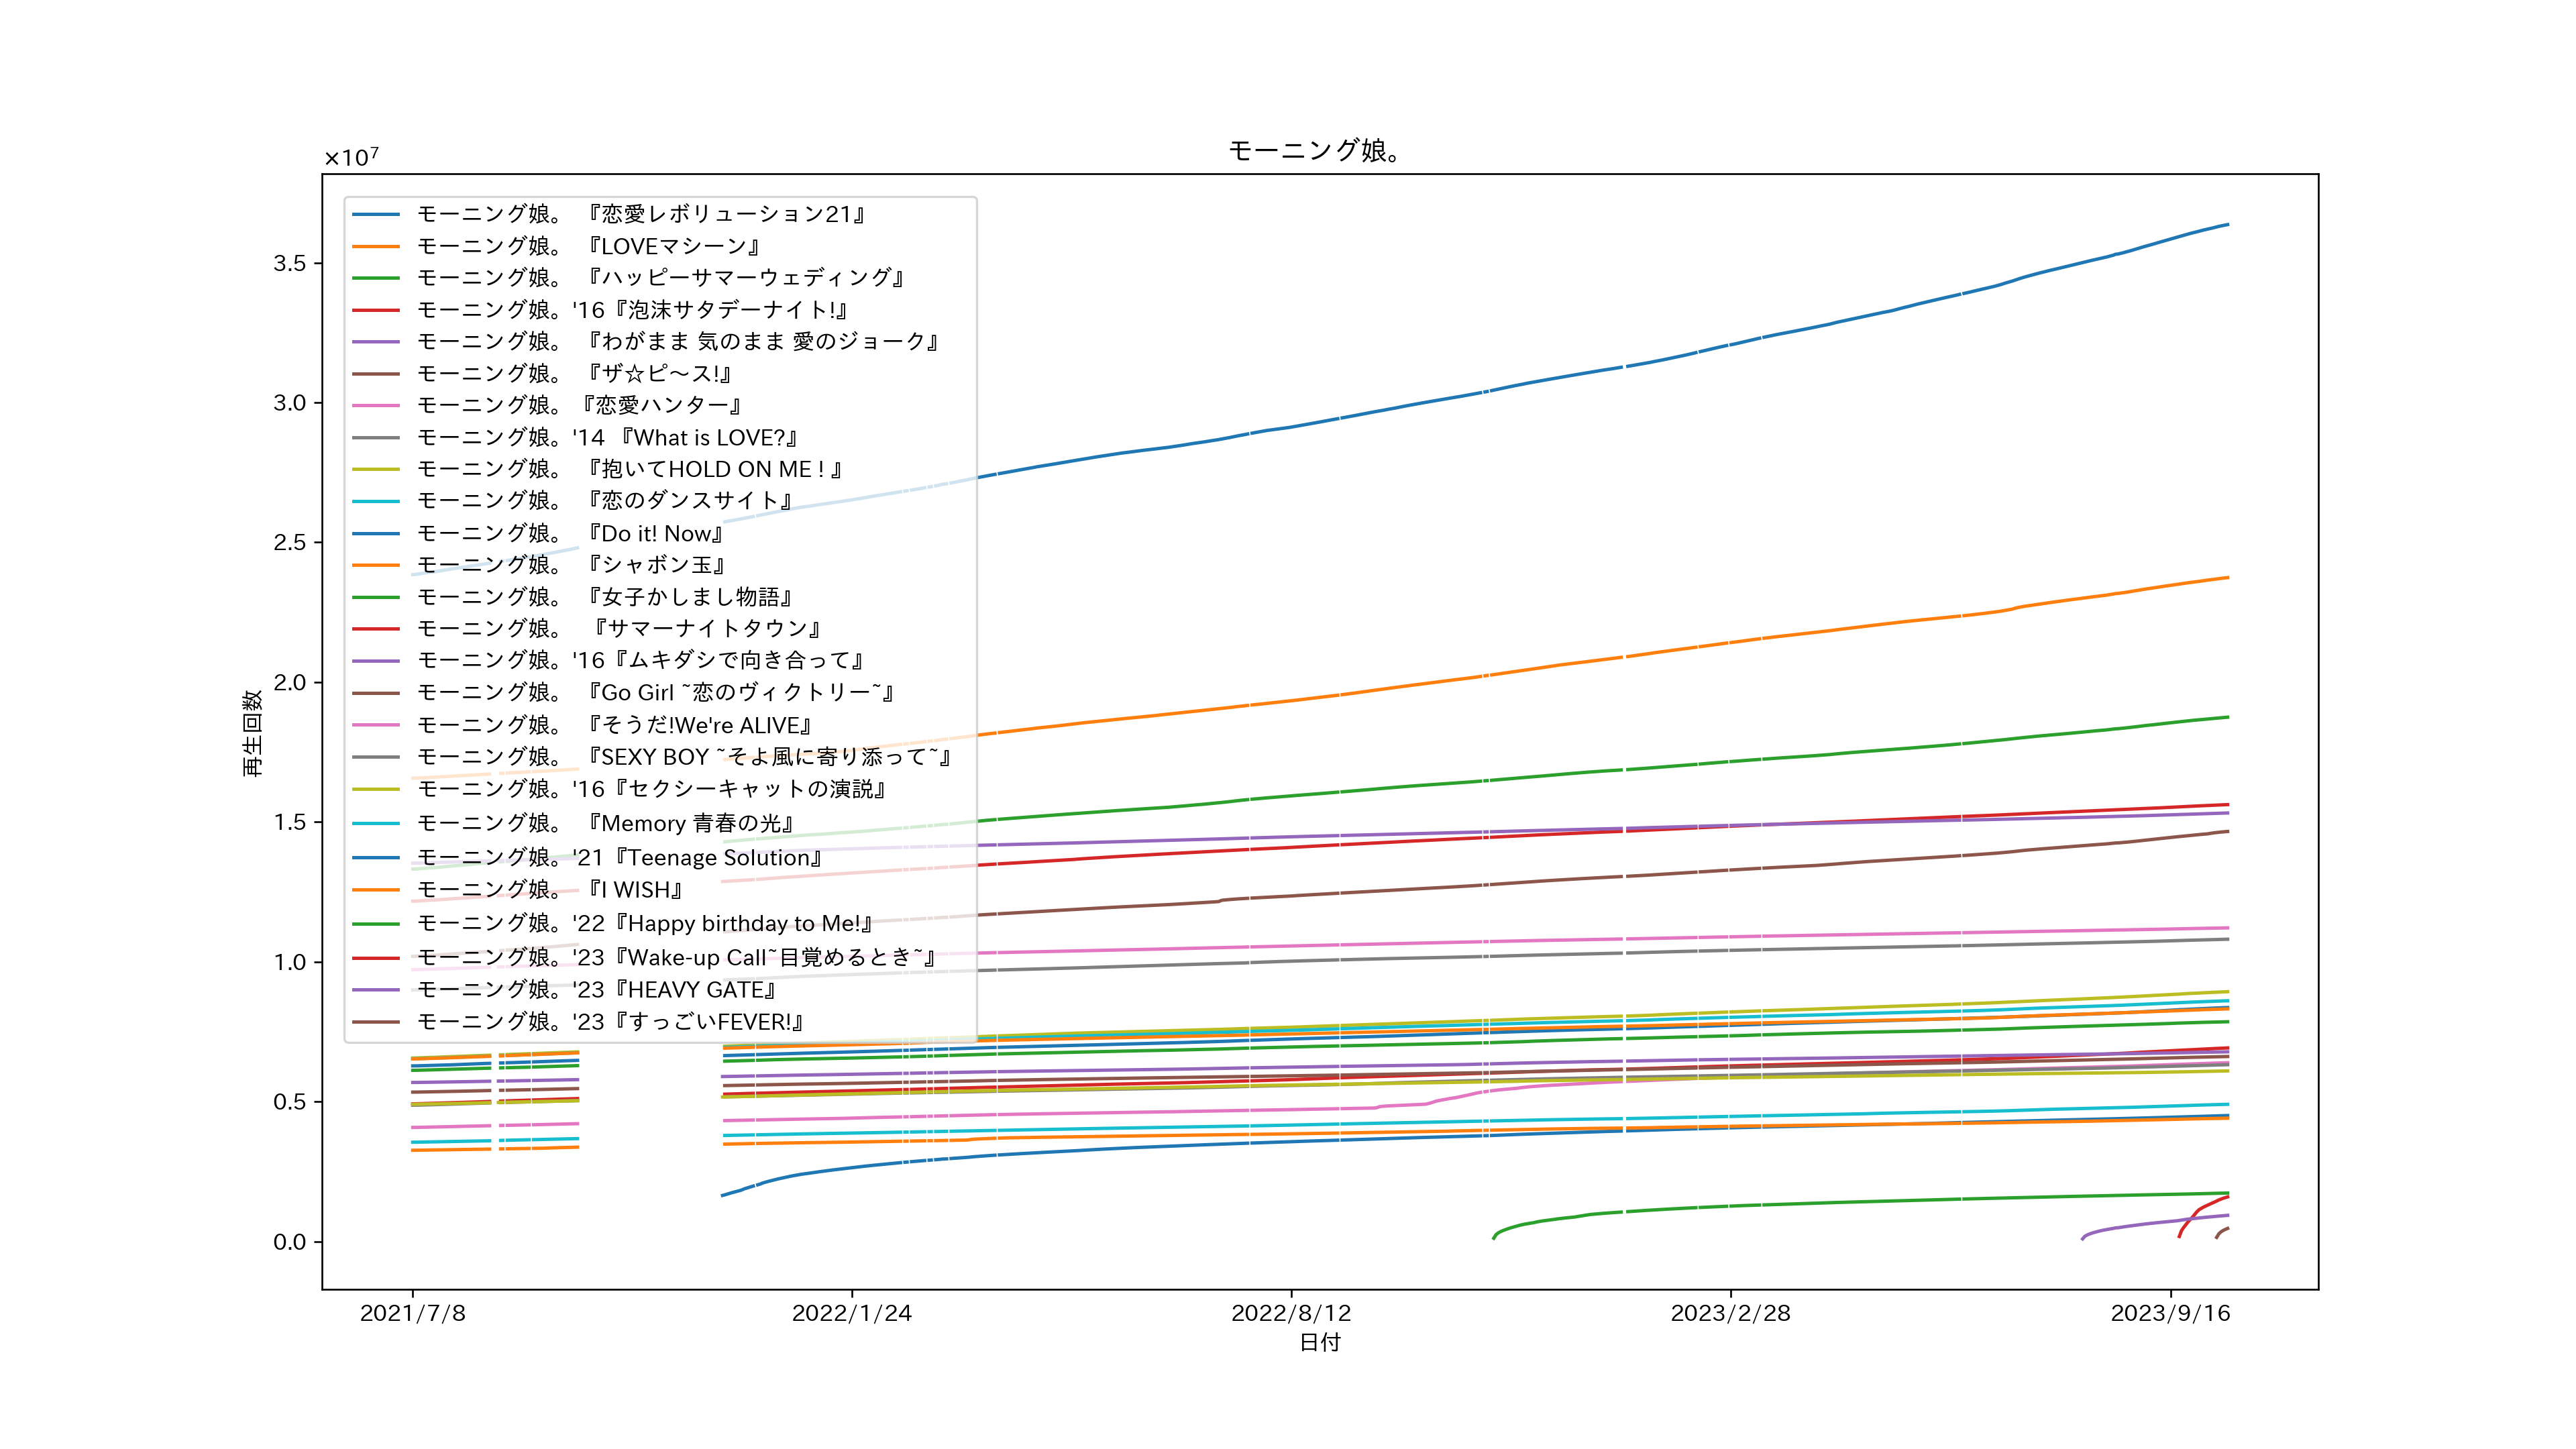 モーニング娘。
×10⁷
モーニング娘。 『恋愛レボリューション21』
モーニング娘。 『LOVEマシーン』
モーニング娘。 『ハッピーサマーウェディング』
モーニング娘。'16『泡沫サタデーナイト!』
モーニング娘。 『わがまま 気のまま 愛のジョーク』
モーニング娘。 『ザ☆ピ～ス!』
モーニング娘。『恋愛ハンター』
モーニング娘。'14 『What is LOVE?』
モーニング娘。 『抱いてHOLD ON ME ! 』
モーニング娘。 『恋のダンスサイト』
モーニング娘。 『Do it! Now』
モーニング娘。 『シャボン玉』
モーニング娘。 『女子かしまし物語』
モーニング娘。 『サマーナイトタウン』
モーニング娘。'16『ムキダシで向き合って』
モーニング娘。 『Go Girl ~恋のヴィクトリー~』
モーニング娘。 『そうだ!We're ALIVE』
モーニング娘。 『SEXY BOY ~そよ風に寄り添って~』
モーニング娘。'16『セクシーキャットの演説』
モーニング娘。 『Memory 青春の光』
モーニング娘。'21『Teenage Solution』
モーニング娘。 『I WISH』
モーニング娘。'22『Happy birthday to Me!』
モーニング娘。'23『Wake-up Call~目覚めるとき~』
モーニング娘。'23『HEAVY GATE』
モーニング娘。'23『すっごいFEVER!』
3.5
3.0
2.5
2.0
1.5
1.0
0.5
0.0
再生回数
2021/7/8
2022/1/24
2022/8/12
2023/2/28
2023/9/16
日付